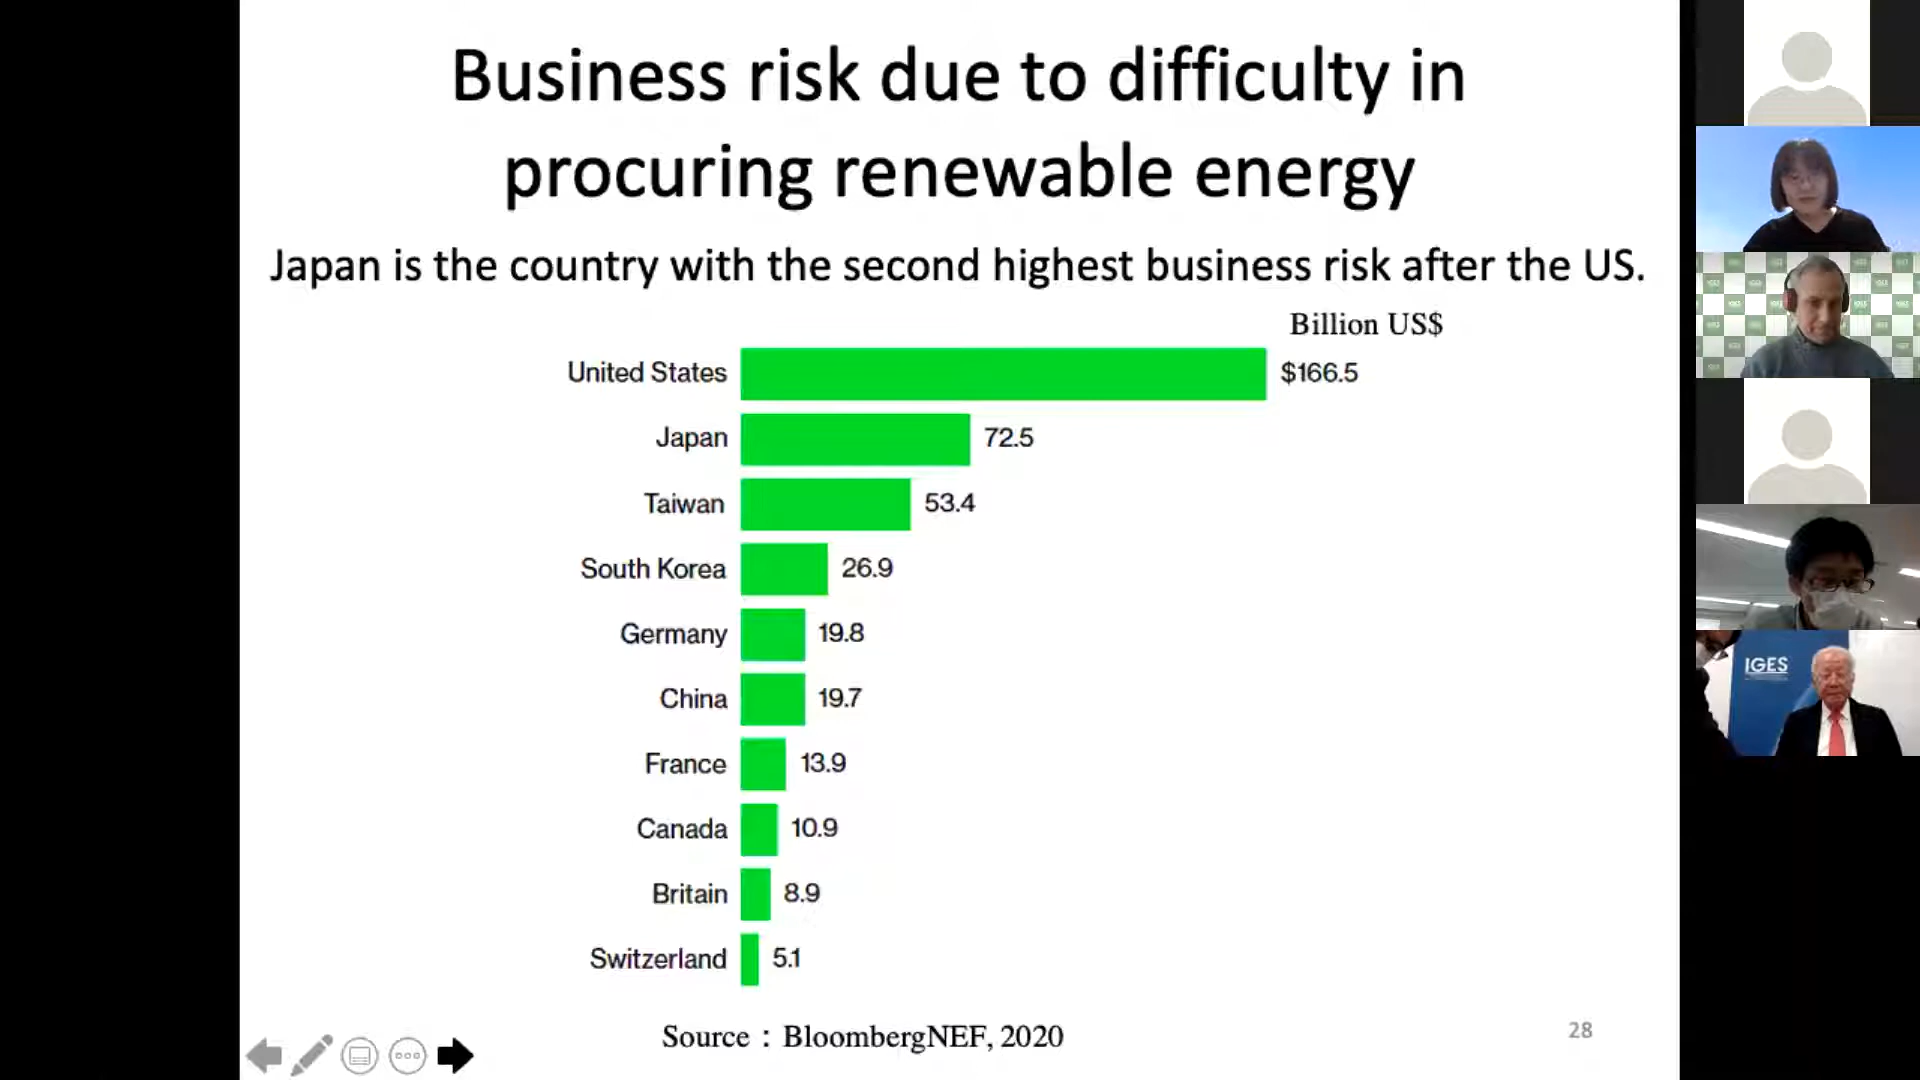 Business risk due to difficulty in
procuring renewable energy
Japan is the country with the second highest business risk after the US.
Billion US$
United States $166.5
Japan 72.5
Taiwan 53.4
South Korea 26.9
Germany 19.8
China 19.7
France 13.9
Canada 10.9
Britain 8.9
Switzerland 5.1
Source：BloombergNEF, 2020
28
IGES